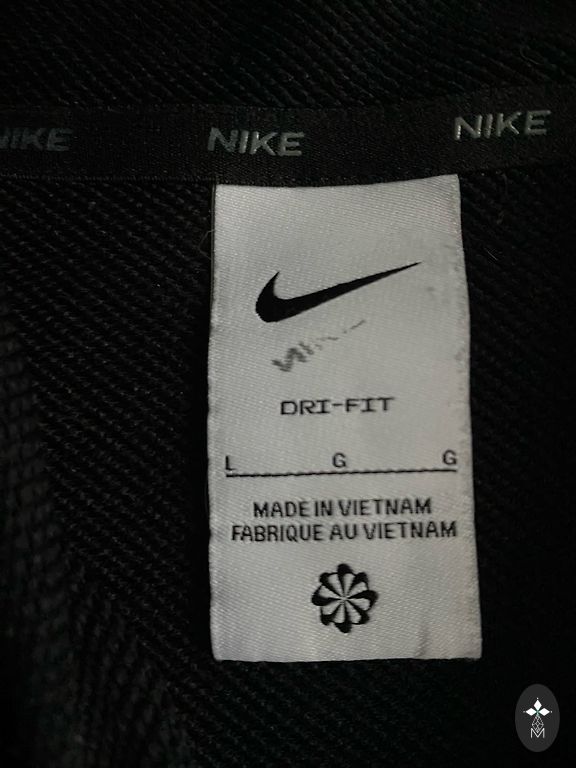 NIKE NIKE NIKE
DRI-FIT
L G G
MADE IN VIETNAM
FABRIQUE AU VIETNAM
M